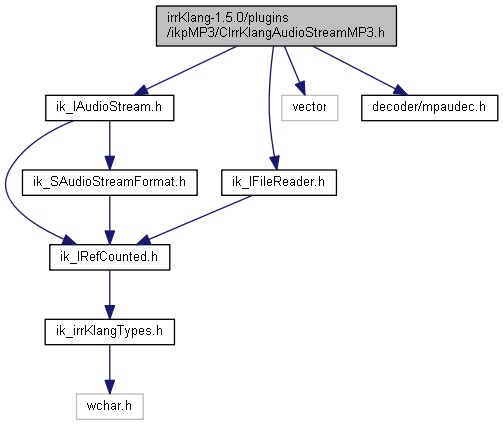 irrKlang-1.5.0/plugins
/ikpMP3/CIrrKlangAudioStreamMP3.h
ik_IAudioStream.h
vector
decoder/mpaudec.h
ik_SAudioStreamFormat.h
ik_IFileReader.h
ik_IRefCounted.h
ik_irrKlangTypes.h
wchar.h